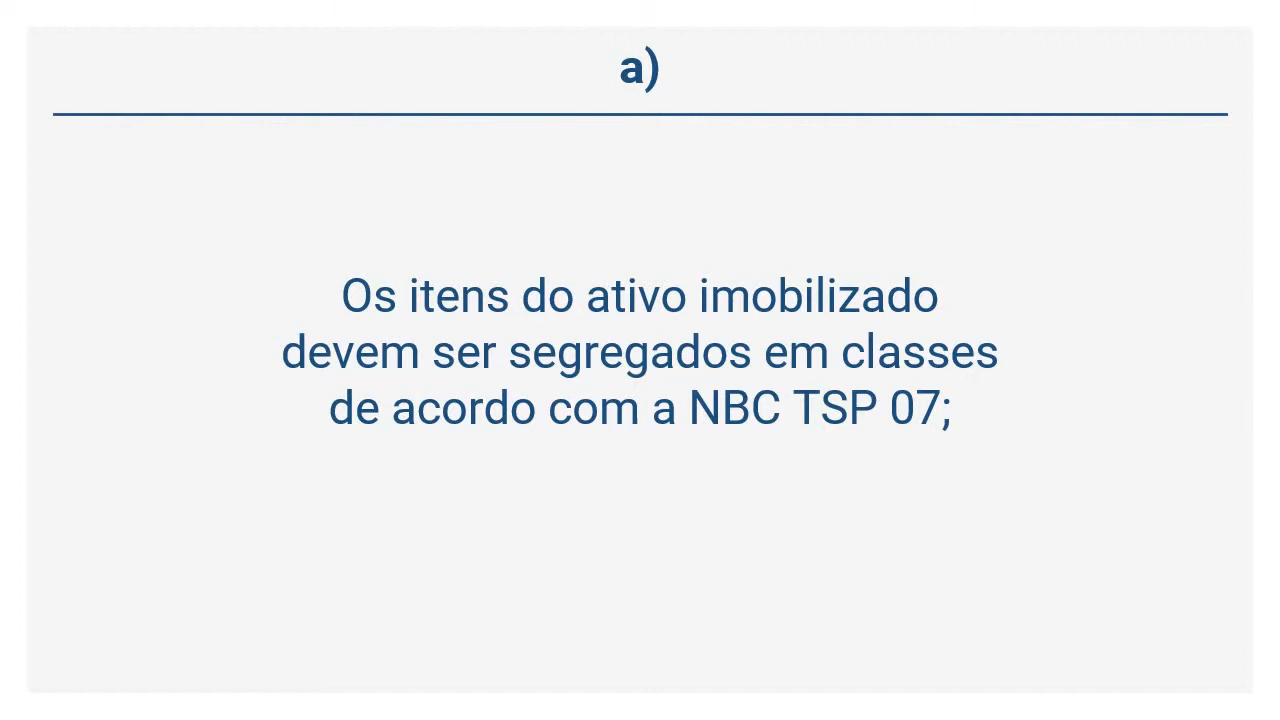 a)
Os itens do ativo imobilizado
devem ser segregados em classes
de acordo com a NBC TSP 07;